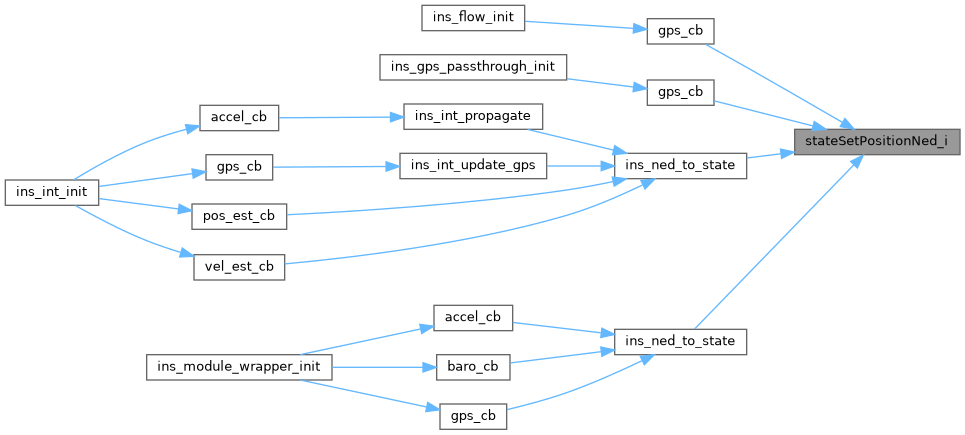 ins_flow_init
gps_cb
ins_gps_passthrough_init
gps_cb
accel_cb
ins_int_propagate
stateSetPositionNed_i
gps_cb
ins_int_update_gps
ins_ned_to_state
ins_int_init
pos_est_cb
vel_est_cb
accel_cb
ins_ned_to_state
ins_module_wrapper_init
baro_cb
gps_cb